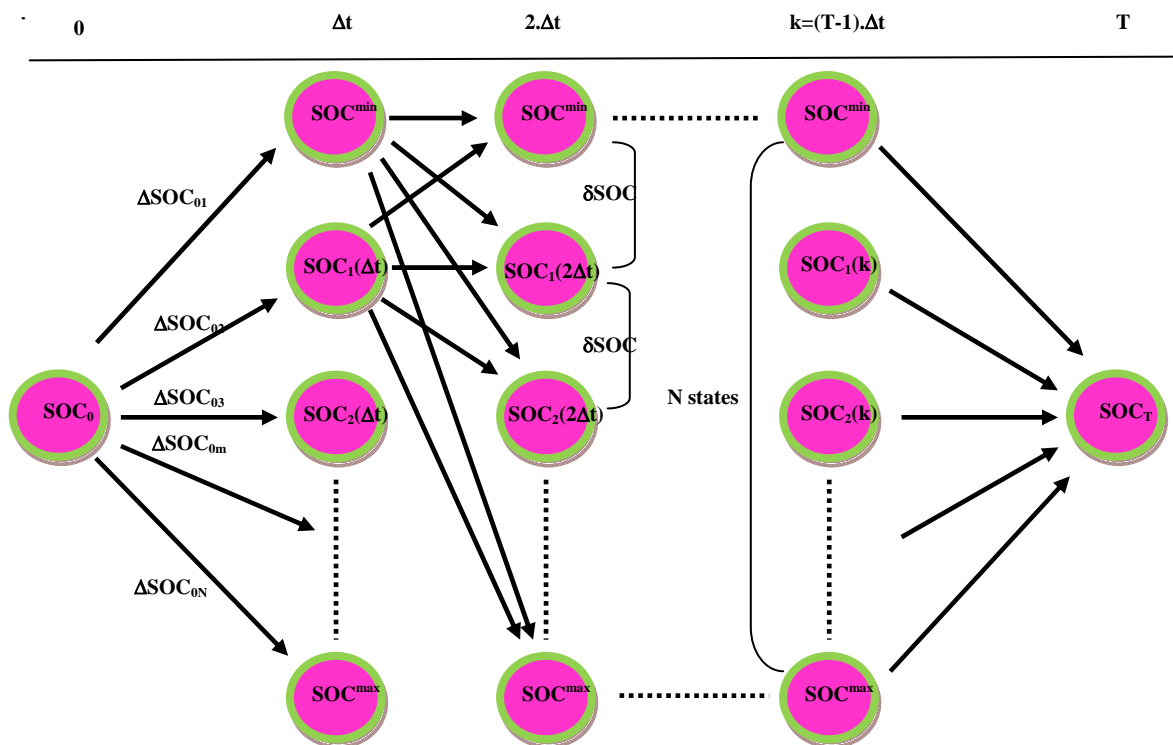 0 Δt 2.Δt k=(T-1).Δt T
SOC^min SOC^min SOC^min
δSOC
ΔSOC₀₁
SOC₁(Δt) SOC₁(2Δt) SOC₁(k)
ΔSOC₀₂
δSOC
ΔSOC₀₃
N states
SOC₀ SOC₂(Δt) SOC₂(2Δt) SOC₂(k) SOC_T
ΔSOC₀ₘ
ΔSOC₀N
SOC^max SOC^max SOC^max